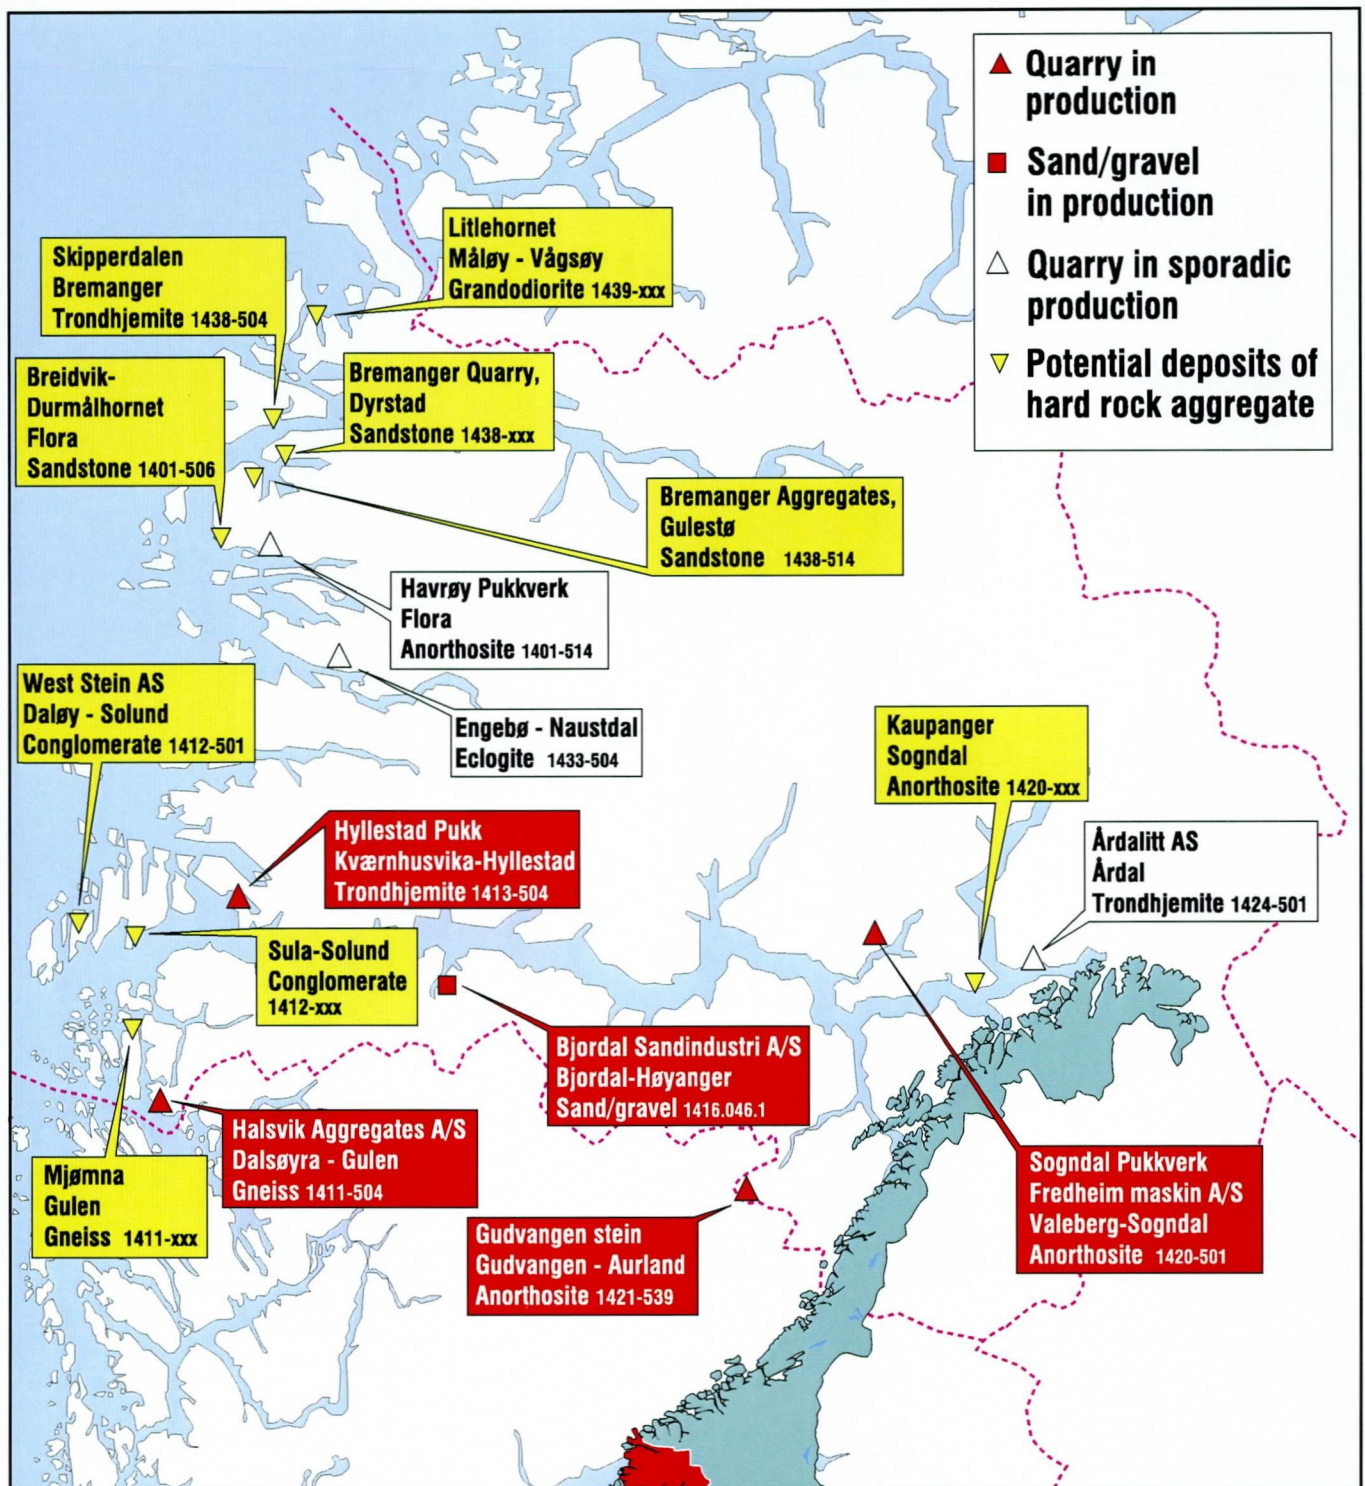 Quarry in
production
Sand/gravel
in production
Quarry in sporadic
production
Potential deposits of
hard rock aggregate
Litlehornet
Måløy - Vågsøy
Grandodiorite 1439-xxx
Skipperdalen
Bremanger
Trondhjemite 1438-504
Breidvik-
Durmålhornet
Flora
Sandstone 1401-506
Bremanger Quarry,
Dyrstad
Sandstone 1438-xxx
Bremanger Aggregates,
Gulestø
Sandstone 1438-514
Havrøy Pukkverk
Flora
Anorthosite 1401-514
Engebø - Naustdal
Eclogite 1433-504
West Stein AS
Daløy - Solund
Conglomerate 1412-501
Kaupanger
Sogndal
Anorthosite 1420-xxx
Hyllestad Pukk
Kværnhusvika-Hyllestad
Trondhjemite 1413-504
Årdalitt AS
Årdal
Trondhjemite 1424-501
Sula-Solund
Conglomerate
1412-xxx
Bjordal Sandindustri A/S
Bjordal-Høyanger
Sand/gravel 1416.046.1
Halsvik Aggregates A/S
Dalsøyra - Gulen
Gneiss 1411-504
Mjømna
Gulen
Gneiss 1411-xxx
Sogndal Pukkverk
Fredheim maskin A/S
Valeberg-Sogndal
Anorthosite 1420-501
Gudvangen stein
Gudvangen - Aurland
Anorthosite 1421-539